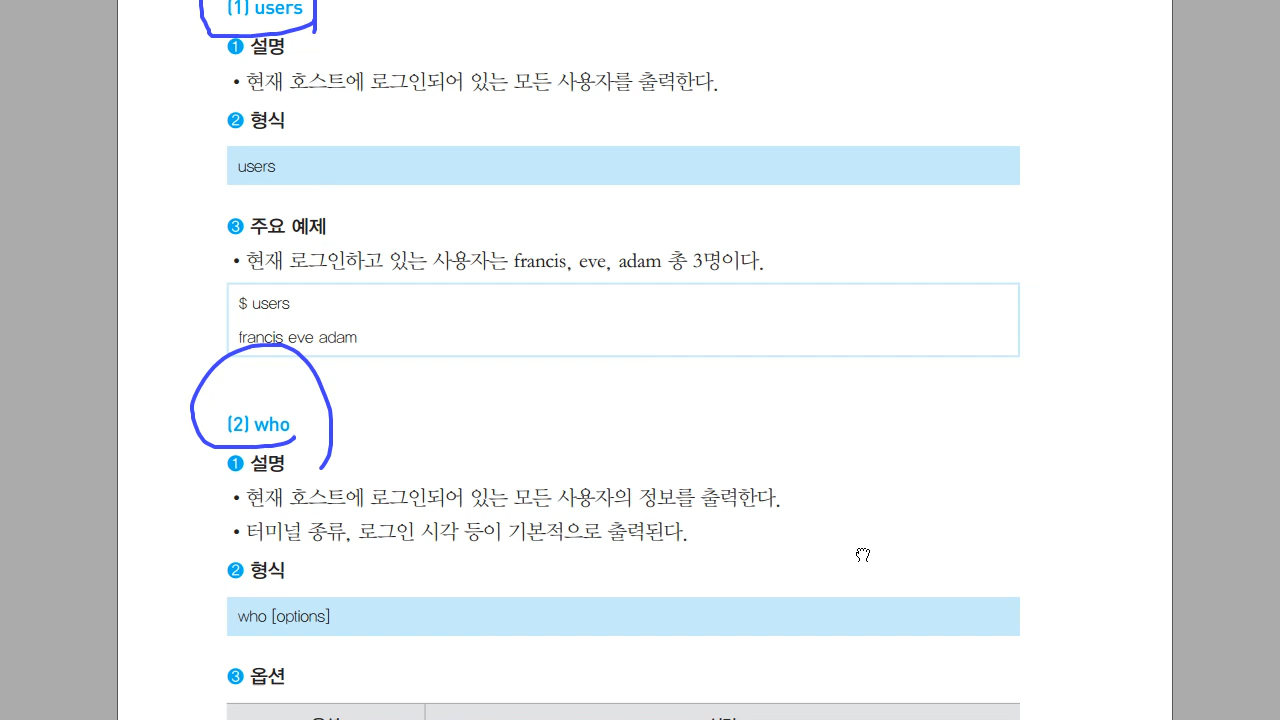 (1) users
❶ 설명
• 현재 호스트에 로그인되어 있는 모든 사용자를 출력한다.
❷ 형식
users
❸ 주요 예제
• 현재 로그인하고 있는 사용자는 francis, eve, adam 총 3명이다.
$ users
francis eve adam
(2) who
❶ 설명
• 현재 호스트에 로그인되어 있는 모든 사용자의 정보를 출력한다.
• 터미널 종류, 로그인 시각 등이 기본적으로 출력된다.
❷ 형식
who [options]
❸ 옵션